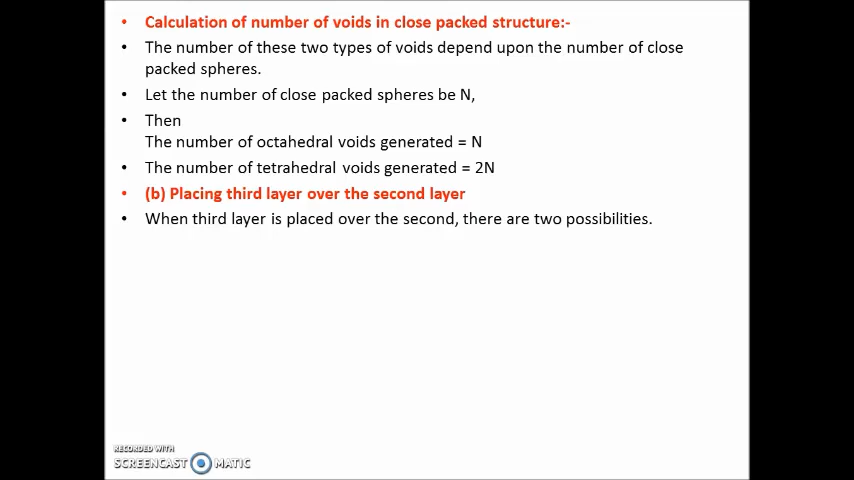 • Calculation of number of voids in close packed structure:-
• The number of these two types of voids depend upon the number of close
packed spheres.
• Let the number of close packed spheres be N,
• Then
The number of octahedral voids generated = N
• The number of tetrahedral voids generated = 2N
• (b) Placing third layer over the second layer
• When third layer is placed over the second, there are two possibilities.
RECORDED WITH
SCREENCAST MATIC